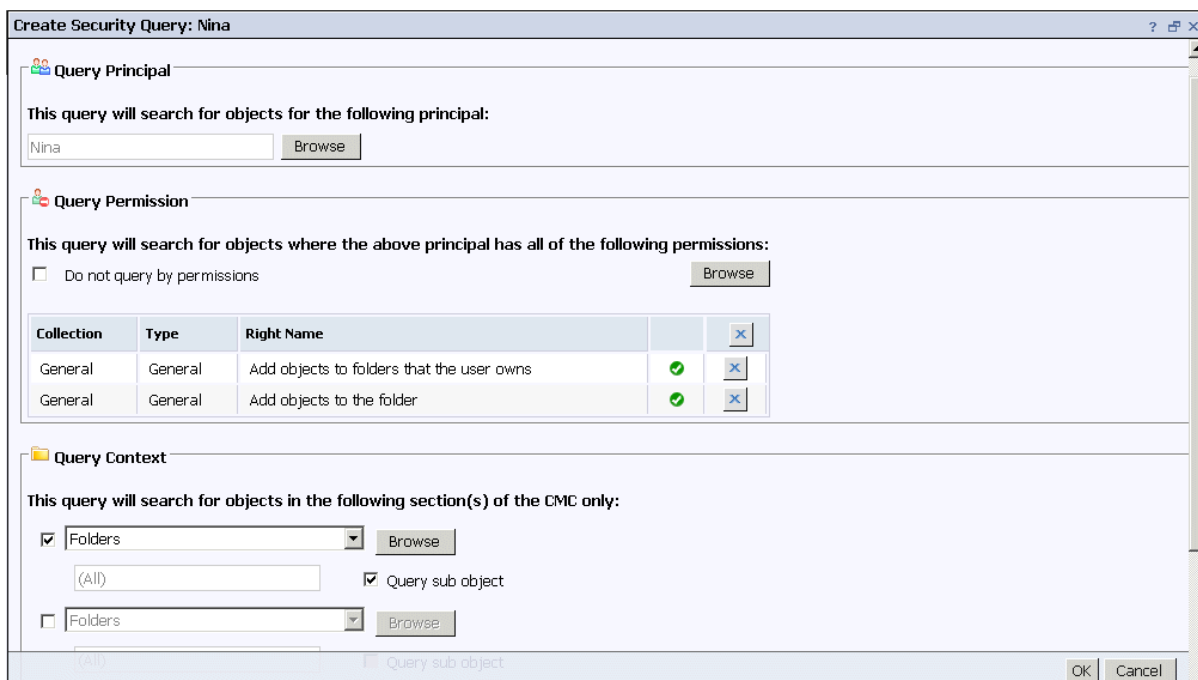 Create Security Query: Nina ?
Query Principal
This query will search for objects for the following principal:
Nina Browse
Query Permission
This query will search for objects where the above principal has all of the following permissions:
Do not query by permissions Browse
Collection Type Right Name
General General Add objects to folders that the user owns
General General Add objects to the folder
Query Context
This query will search for objects in the following section(s) of the CMC only:
Folders Browse
(All) Query sub object
Folders Browse
(All) Query sub object
OK Cancel